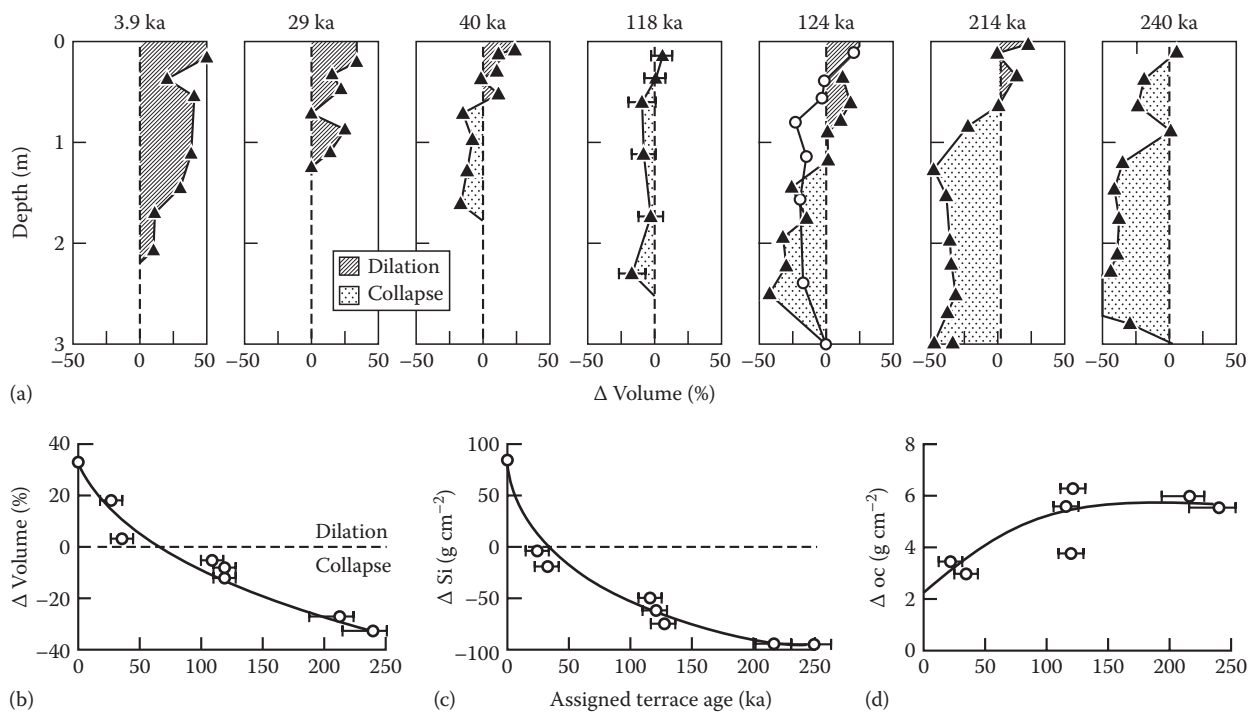 3.9 ka 29 ka 40 ka 118 ka 124 ka 214 ka 240 ka
0
1
2
3
Depth (m)
Dilation
Collapse
−50 0 50 −50 0 50 −50 0 50 −50 0 50 −50 0 50 −50 0 50 −50 0 50
(a)
Δ Volume (%)
40
20
0
−20
−40
Δ Volume (%)
Dilation
Collapse
0 50 100 150 200 250
(b)
100
50
0
−50
−100
Δ Si (g cm⁻²)
0 50 100 150 200 250
(c)
Assigned terrace age (ka)
8
6
4
2
0
Δ oc (g cm⁻²)
0 50 100 150 200 250
(d)